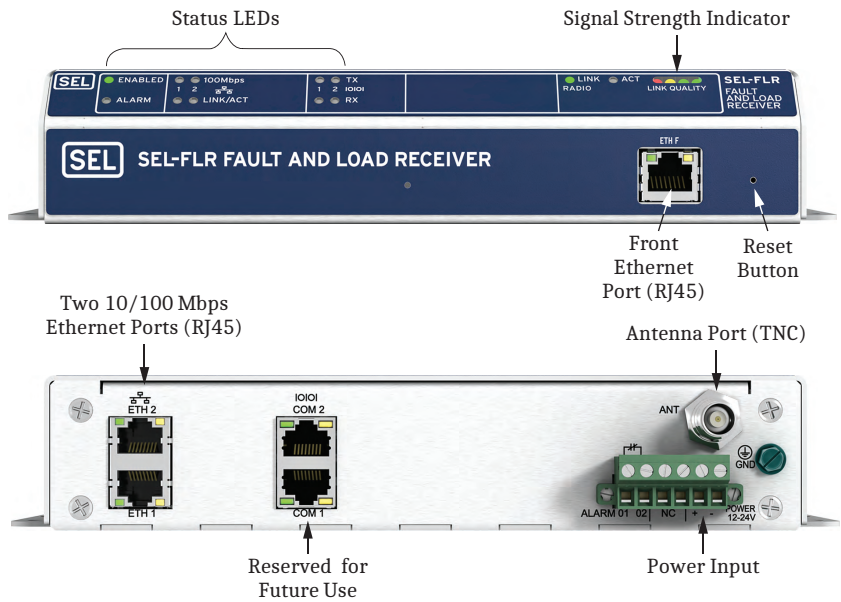 Status LEDs
Signal Strength Indicator
SEL
ENABLED
ALARM
1 2
100Mbps
LINK/ACT
1 2
TX
IOIOI
RX
LINK
RADIO
ACT
LINK QUALITY
SEL-FLR
FAULT
AND LOAD
RECEIVER
SEL
SEL-FLR FAULT AND LOAD RECEIVER
ETH F
Front
Ethernet
Port (RJ45)
Reset
Button
Two 10/100 Mbps
Ethernet Ports (RJ45)
Antenna Port (TNC)
ETH 2
ETH 1
IOIOI
COM 2
COM 1
ANT
GND
ALARM 01 02
NC
+ -
POWER
12-24V
Reserved for
Future Use
Power Input